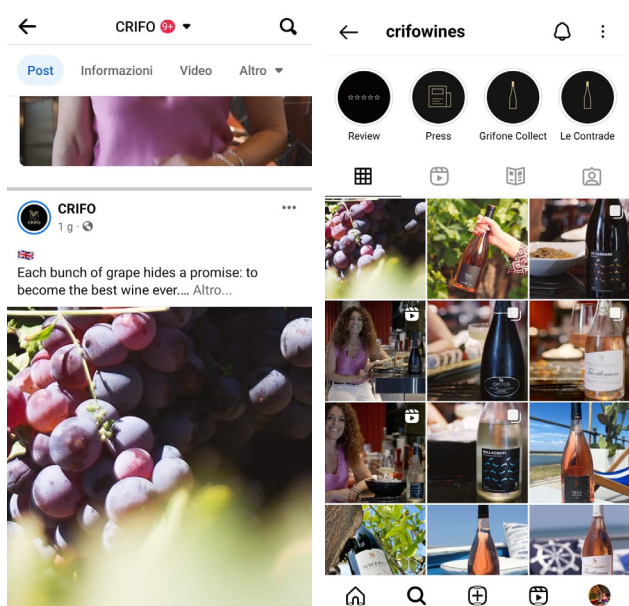 CRIFO 9+
Post Informazioni Video Altro
CRIFO
1 g
Each bunch of grape hides a promise: to
become the best wine ever.... Altro...
crifowines
Review Press Grifone Collect Le Contrade